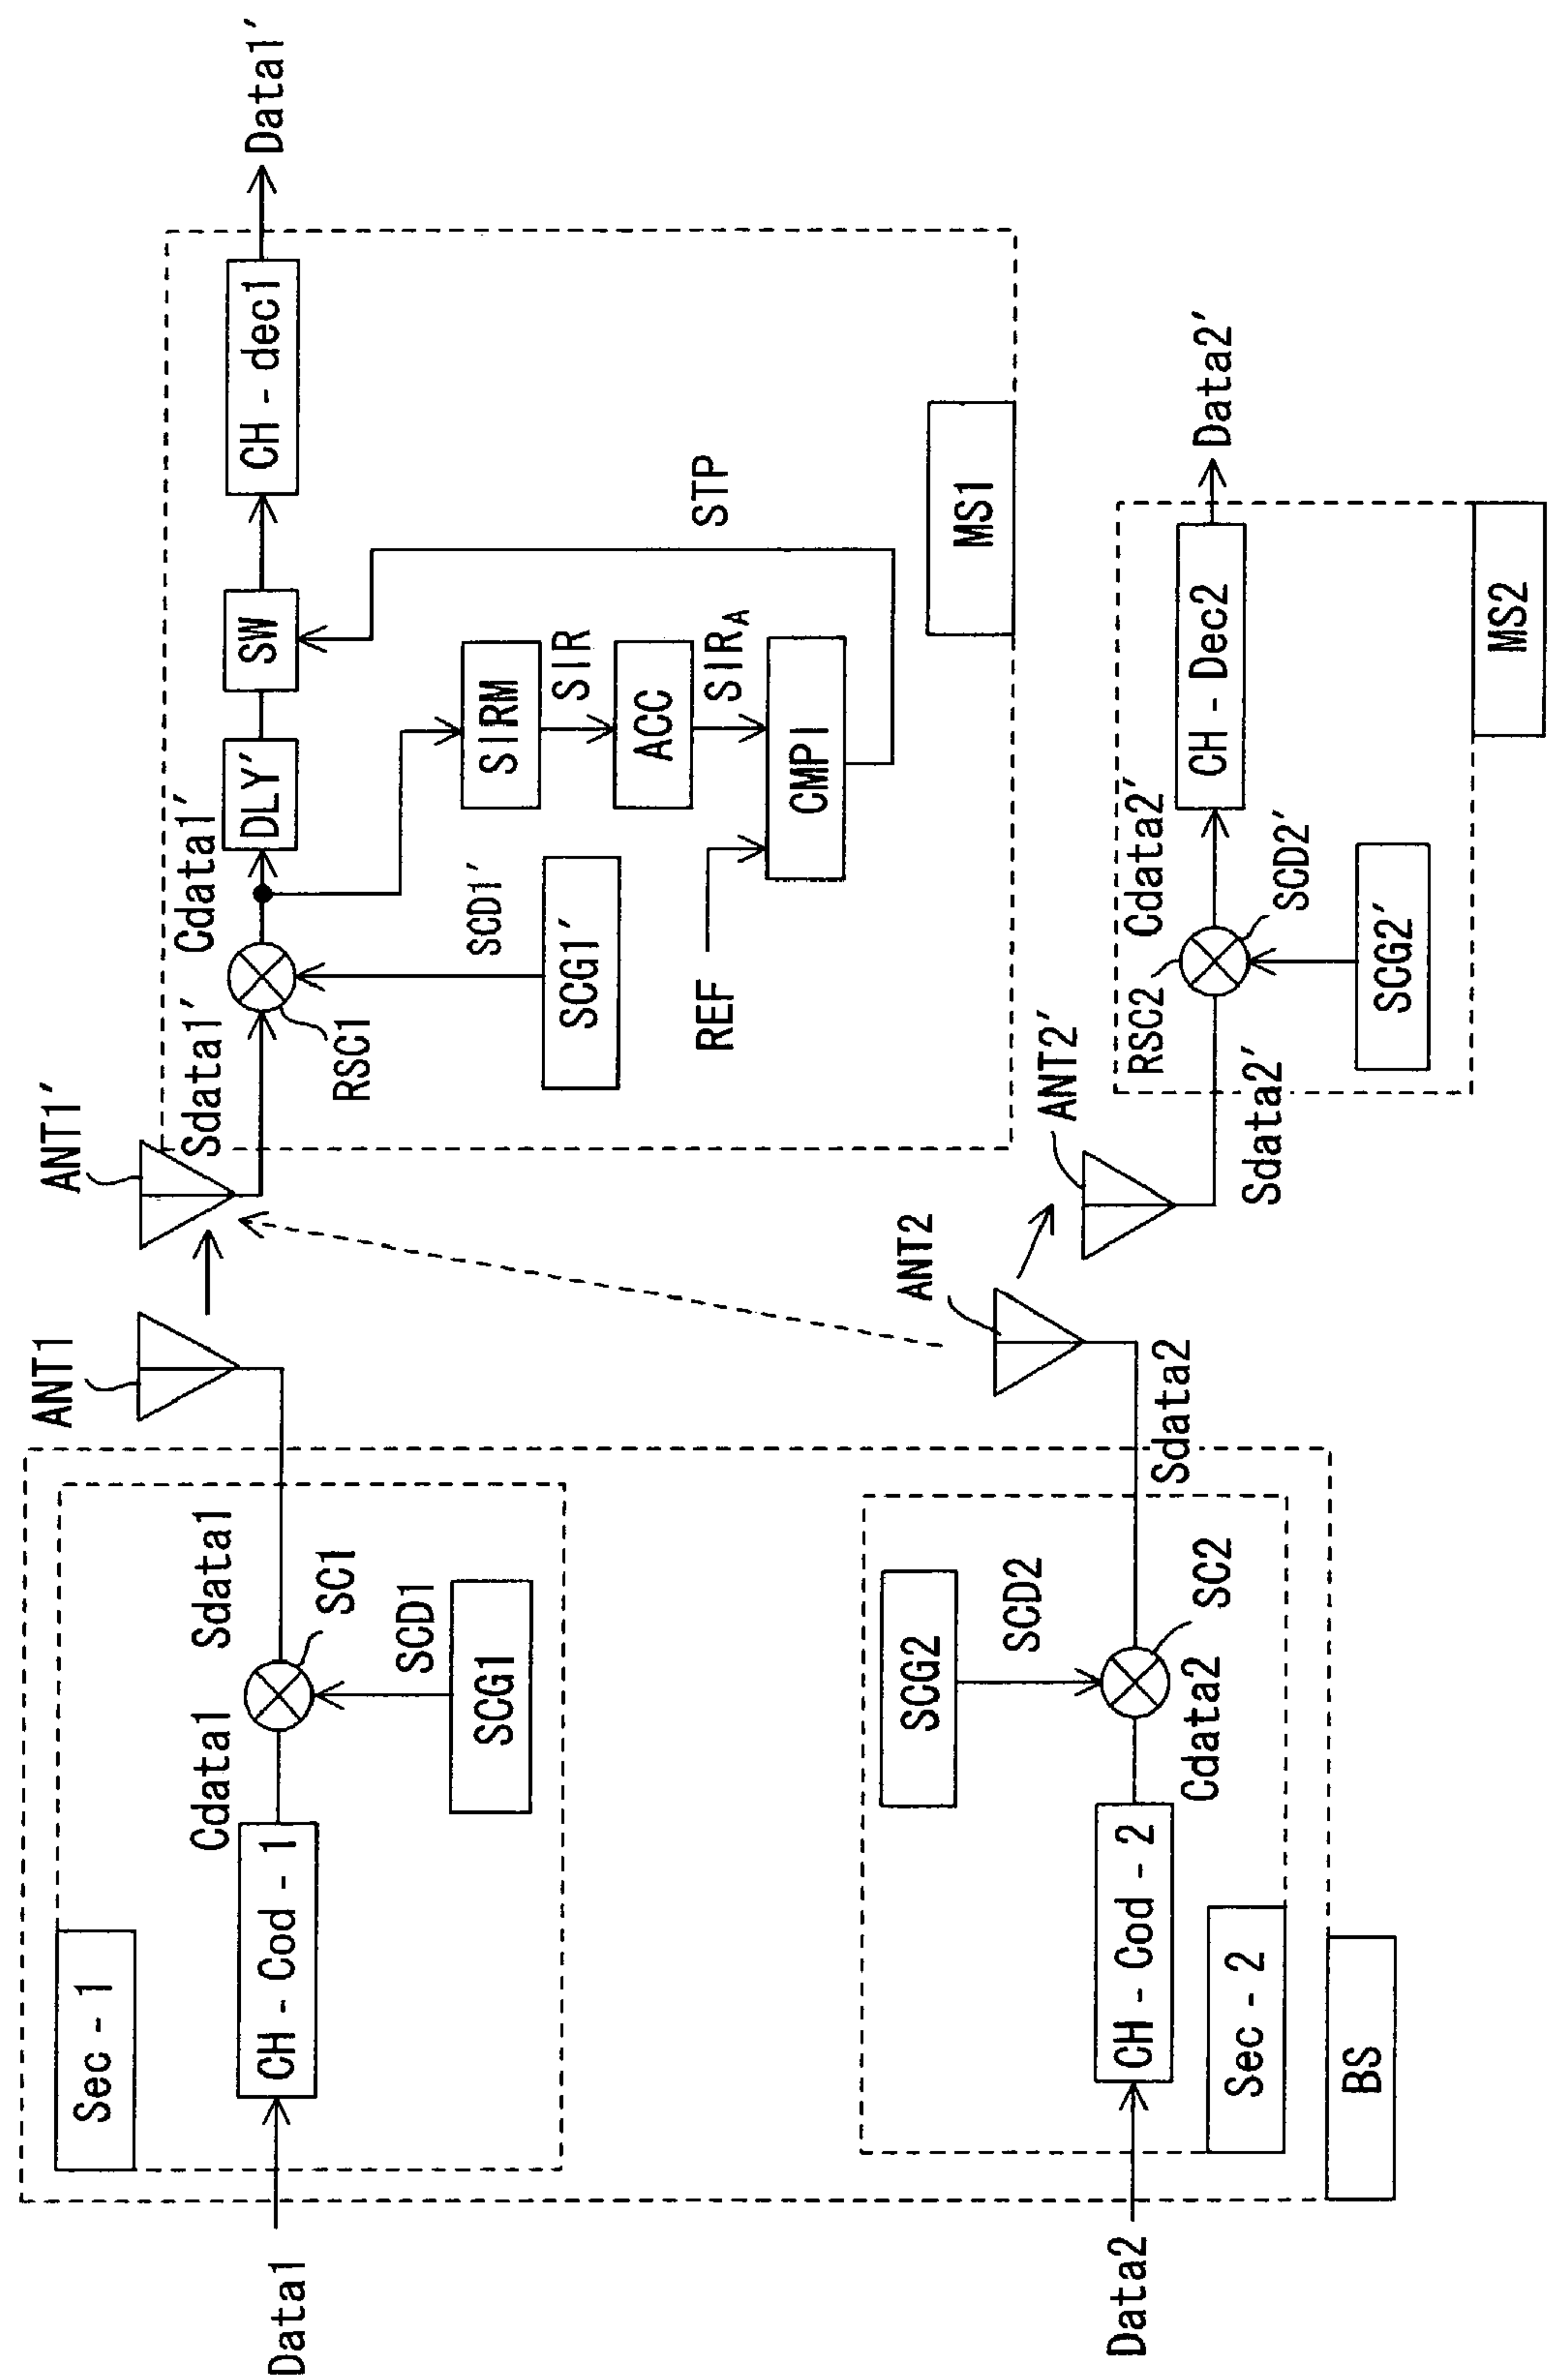 Data1
Sec - 1
CH - Cod - 1
Cdata1
SC1
SCD1
SCG1
Sdata1
ANT1
ANT1'
Sdata1'
RSC1
Cdata1'
SCD1'
SCG1'
DLY'
SW
CH - dec1
Data1'
SIRM
SIR
ACC
SIRA
CMP1
REF
STP
MS1
Data2
CH - Cod - 2
Sec - 2
BS
SCG2
SCD2
Cdata2
SC2
Sdata2
ANT2
ANT2'
Sdata2'
RSC2
Cdata2'
SCD2'
SCG2'
CH - Dec2
Data2'
MS2